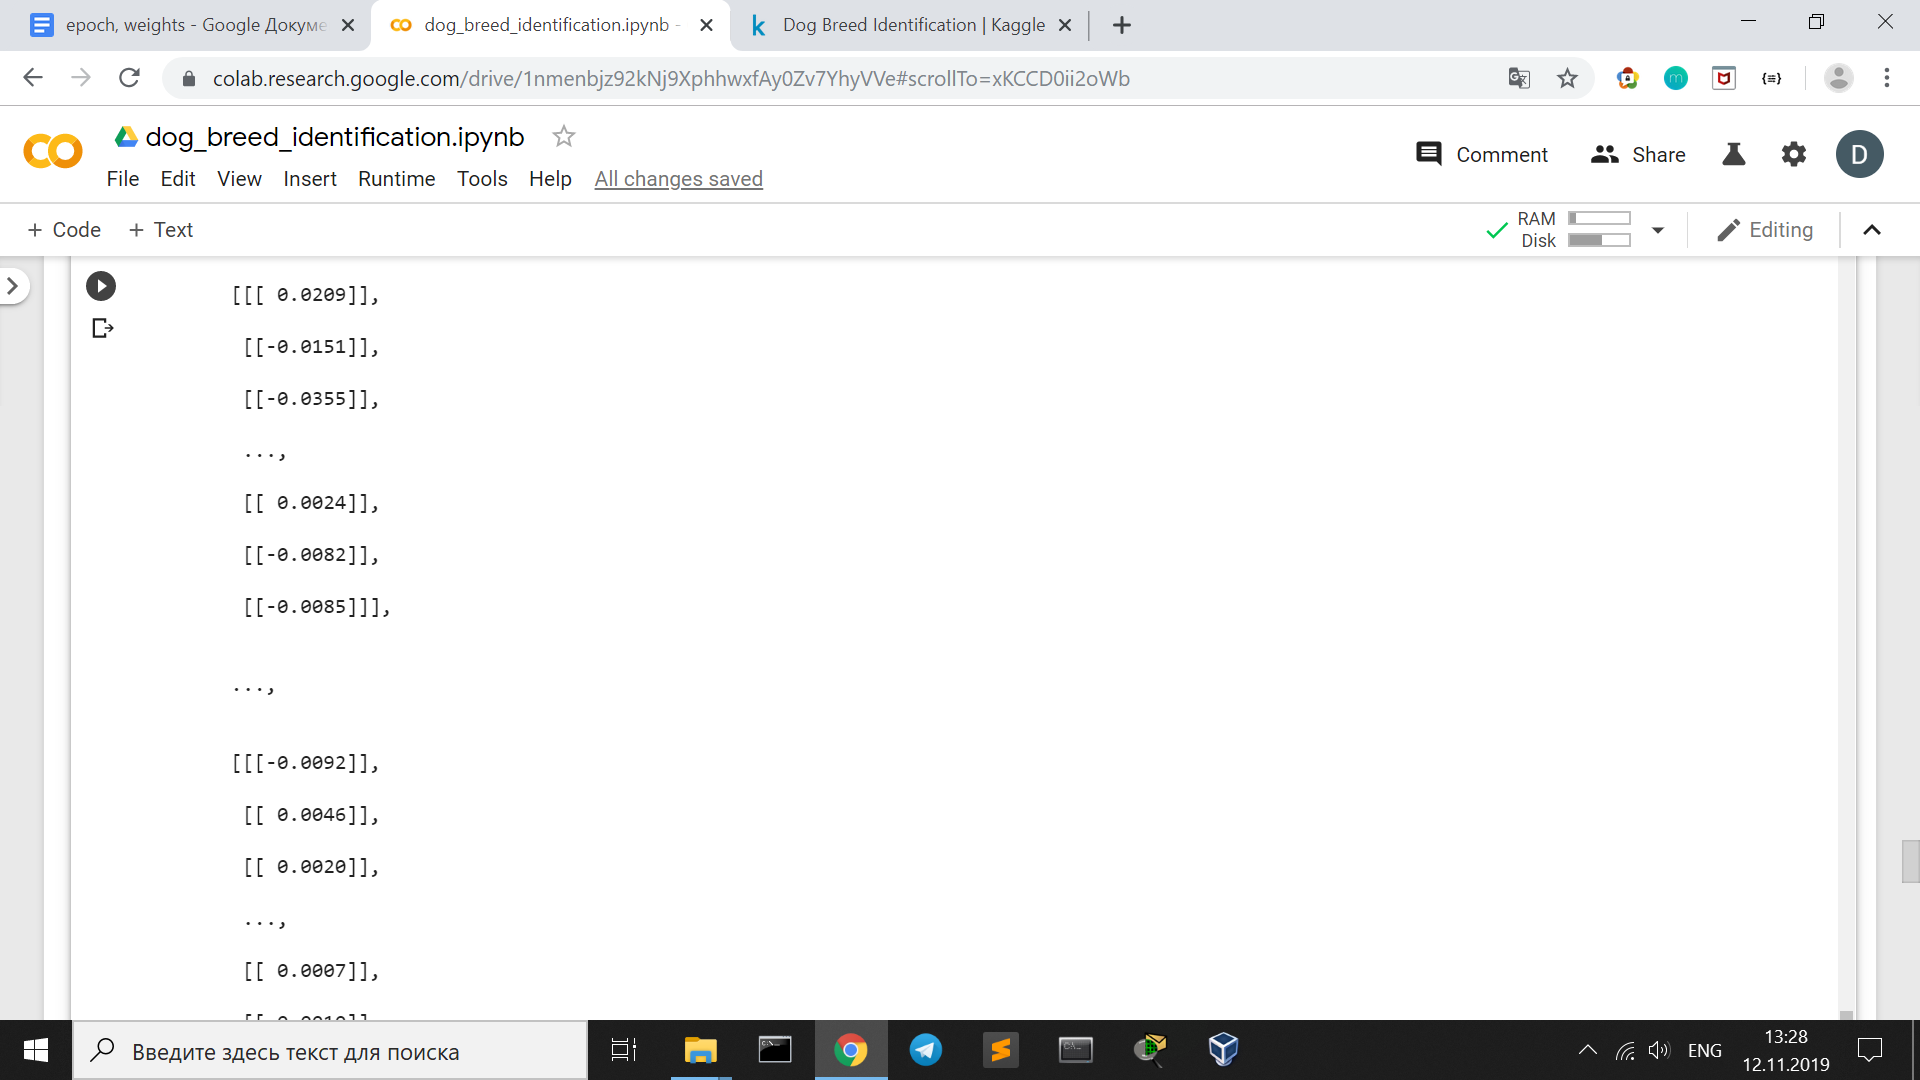 epoch, weights - Google Докуме
dog_breed_identification.ipynb -
Dog Breed Identification | Kaggle
colab.research.google.com/drive/1nmenbjz92kNj9XphhwxfAy0Zv7YhyVVe#scrollTo=xKCCD0ii2oWb
dog_breed_identification.ipynb
Comment
Share
D
File Edit View Insert Runtime Tools Help All changes saved
+ Code + Text
RAM
Disk
Editing
[[[ 0.0209]],
[[-0.0151]],
[[-0.0355]],
...,
[[ 0.0024]],
[[-0.0082]],
[[-0.0085]]],
...,
[[[-0.0092]],
[[ 0.0046]],
[[ 0.0020]],
...,
[[ 0.0007]],
Введите здесь текст для поиска
ENG
13:28
12.11.2019